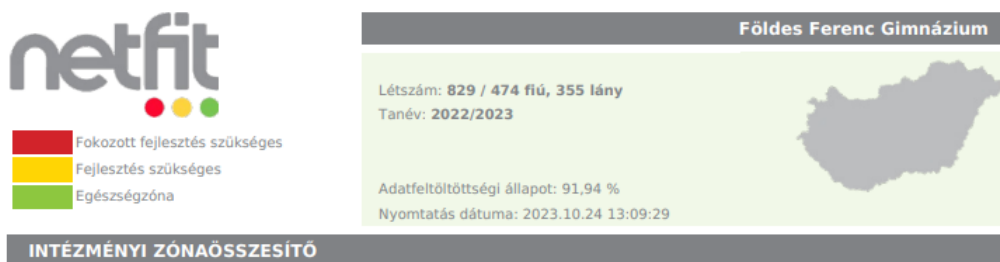 netfit
Fokozott fejlesztés szükséges
Fejlesztés szükséges
Egészségzóna
Földes Ferenc Gimnázium
Létszám: 829 / 474 fiú, 355 lány
Tanév: 2022/2023
Adatfeltöltöttségi állapot: 91,94 %
Nyomtatás dátuma: 2023.10.24 13:09:29
INTÉZMÉNYI ZÓNAÖSSZESÍTŐ